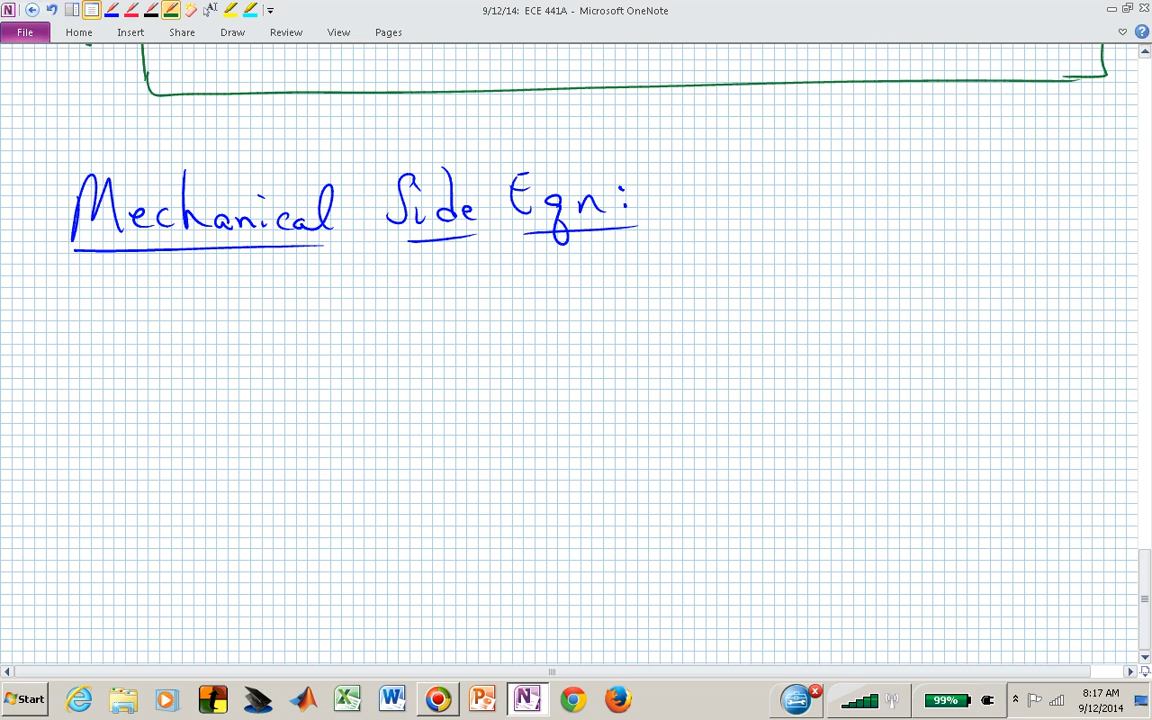 9/12/14: ECE 441A - Microsoft OneNote
File Home Insert Share Draw Review View Pages
Mechanical Side Eqn:
Start
99%
8:17 AM
9/12/2014